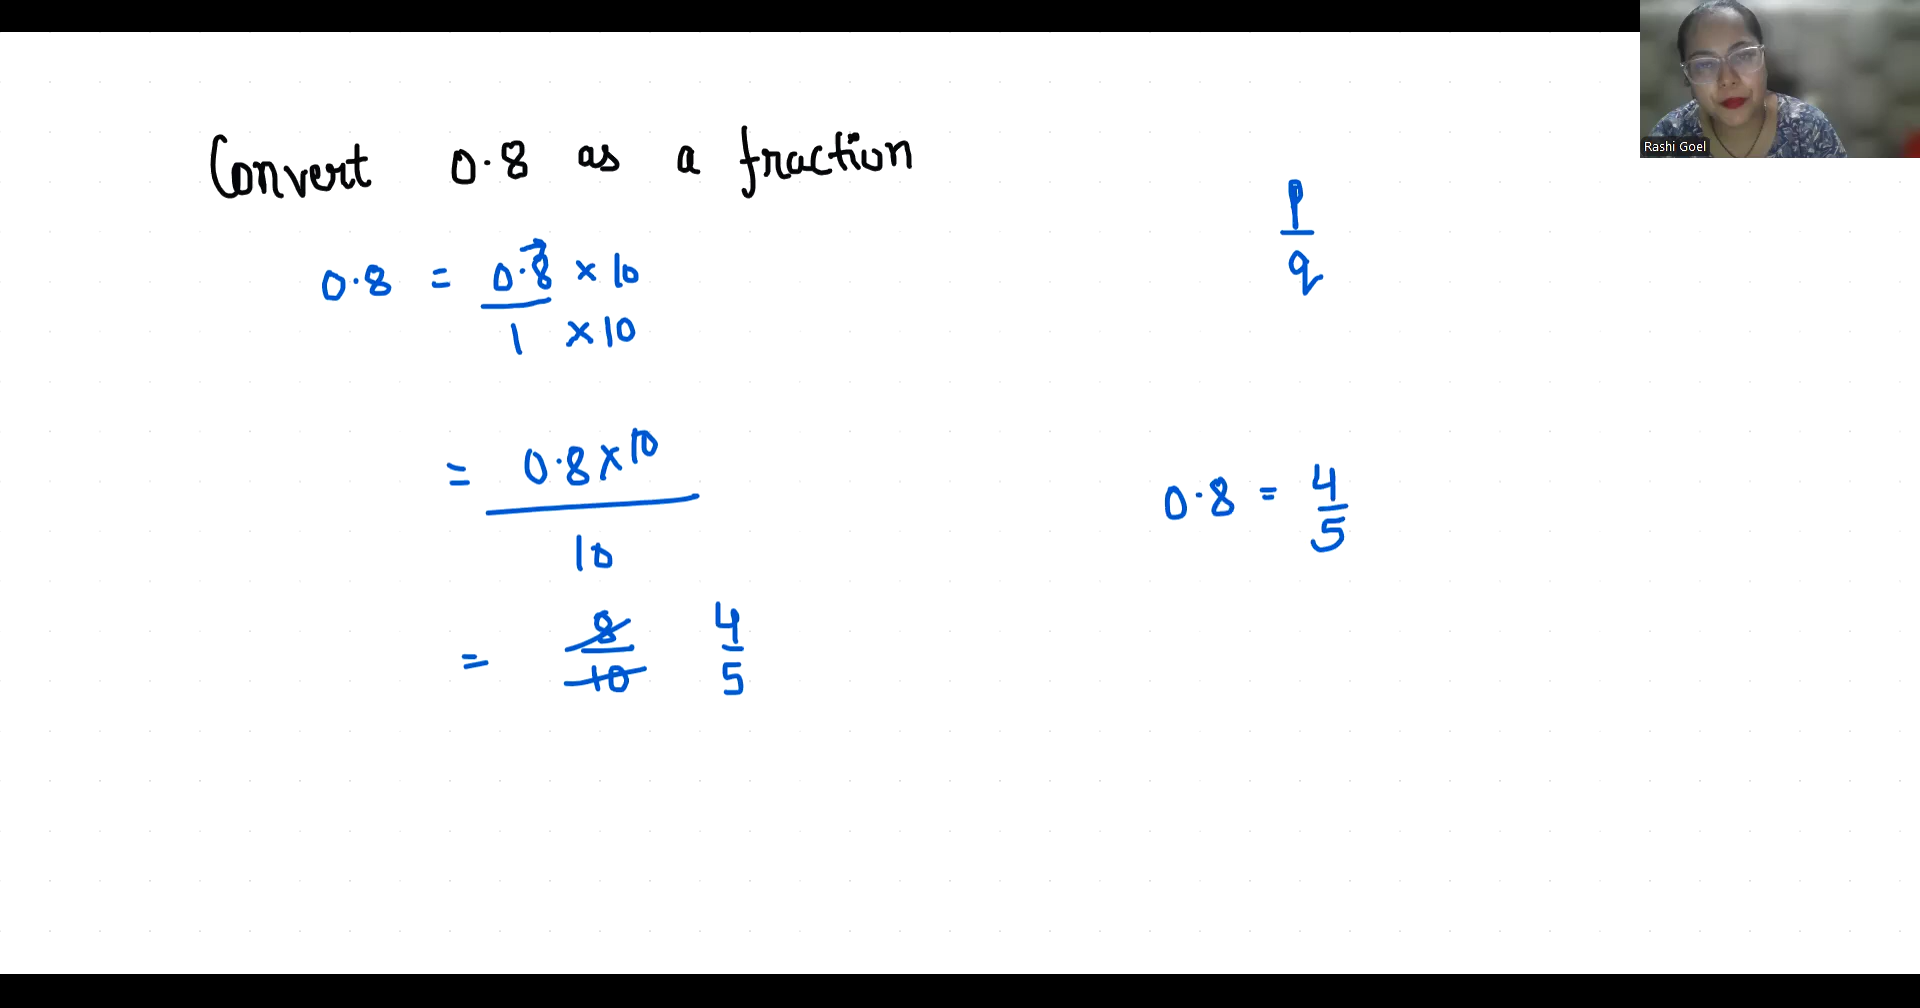 Convert 0.8 as a fraction
0.8 = 0.8 × 10
1 × 10
= 0.8 × 10
10
= 8 4
10 5
p
q
0.8 = 4
5
Rashi Goel